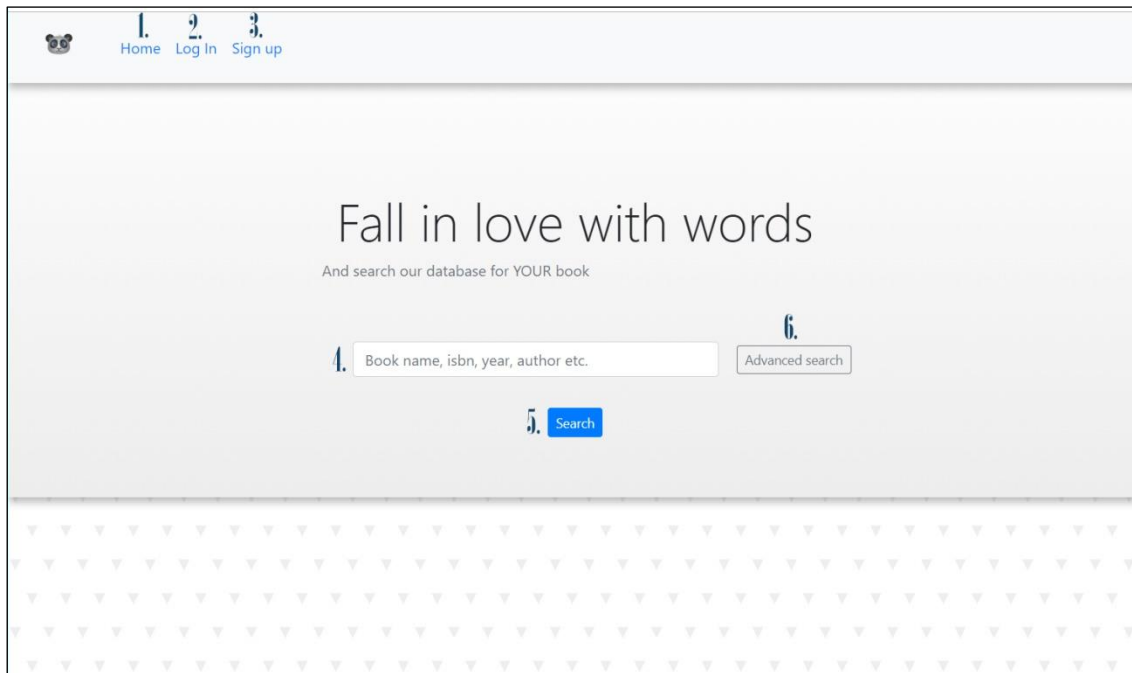 1. 2. 3.
Home Log In Sign up
Fall in love with words
And search our database for YOUR book
6.
4. Book name, isbn, year, author etc. Advanced search
5. Search